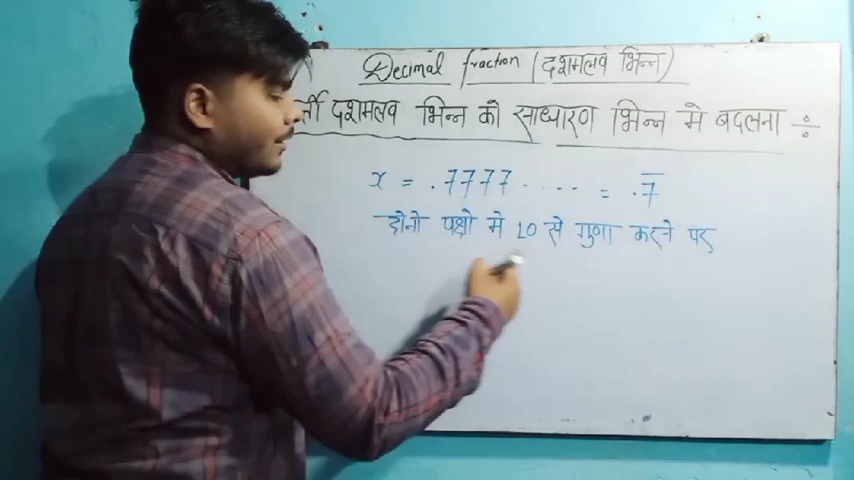 Decimal fraction (दशमलव भिन्न)
दशमलव भिन्न को साधारण भिन्न मे बदलना ÷
x = .7777..... = .7̅
दोनो पक्षो मे 10 से गुणा करने पर